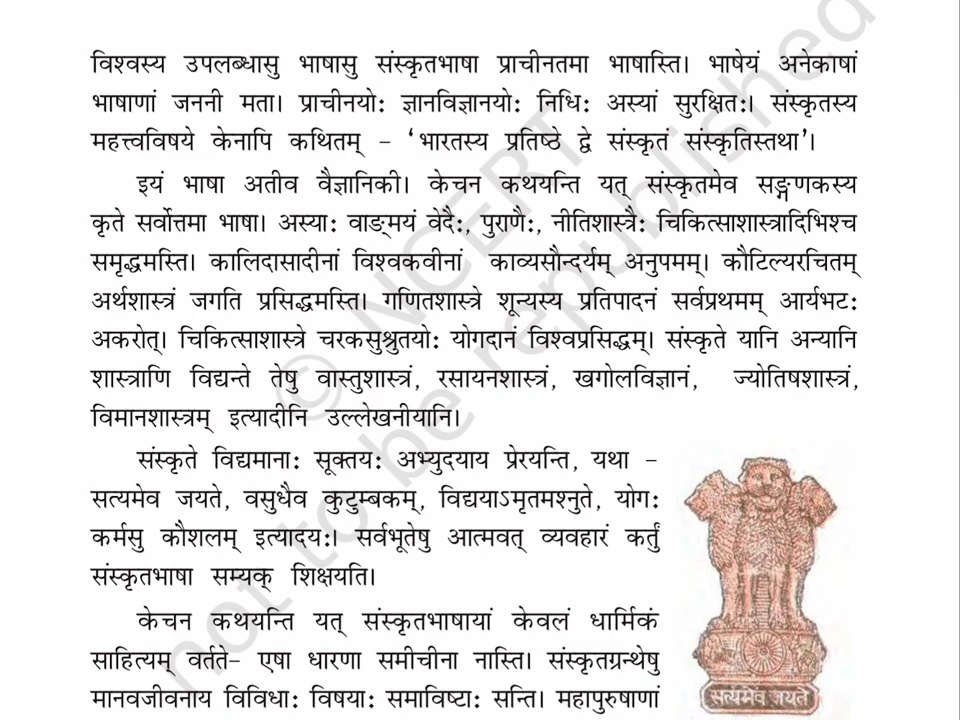 विश्वस्य उपलब्धासु भाषासु संस्कृतभाषा प्राचीनतमा भाषास्ति। भाषेयं अनेकाषां
भाषाणां जननी मता। प्राचीनयोः ज्ञानविज्ञानयोः निधिः अस्यां सुरक्षितः। संस्कृतस्य
महत्त्वविषये केनापि कथितम् – ‘भारतस्य प्रतिष्ठे द्वे संस्कृतं संस्कृतिस्तथा’।
इयं भाषा अतीव वैज्ञानिकी। केचन कथयन्ति यत् संस्कृतमेव सङ्गणकस्य
कृते सर्वोत्तमा भाषा। अस्याः वाङ्मयं वेदैः, पुराणैः, नीतिशास्त्रैः चिकित्साशास्त्रादिभिश्च
समृद्धमस्ति। कालिदासादीनां विश्वकवीनां काव्यसौन्दर्यम् अनुपमम्। कौटिल्यरचितम्
अर्थशास्त्रं जगति प्रसिद्धमस्ति। गणितशास्त्रे शून्यस्य प्रतिपादनं सर्वप्रथमम् आर्यभटः
अकरोत्। चिकित्साशास्त्रे चरकसुश्रुतयोः योगदानं विश्वप्रसिद्धम्। संस्कृते यानि अन्यानि
शास्त्राणि विद्यन्ते तेषु वास्तुशास्त्रं, रसायनशास्त्रं, खगोलविज्ञानं, ज्योतिषशास्त्रं,
विमानशास्त्रम् इत्यादीनि उल्लेखनीयानि।
संस्कृते विद्यमानाः सूक्तयः अभ्युदयाय प्रेरयन्ति, यथा –
सत्यमेव जयते, वसुधैव कुटुम्बकम्, विद्ययाऽमृतमश्नुते, योगः
कर्मसु कौशलम् इत्यादयः। सर्वभूतेषु आत्मवत् व्यवहारं कर्तुं
संस्कृतभाषा सम्यक् शिक्षयति।
केचन कथयन्ति यत् संस्कृतभाषायां केवलं धार्मिकं
साहित्यम् वर्तते– एषा धारणा समीचीना नास्ति। संस्कृतग्रन्थेषु
मानवजीवनाय विविधाः विषयाः समाविष्टाः सन्ति। महापुरुषाणां
सत्यमेव जयते
© NCERT
not to be republished